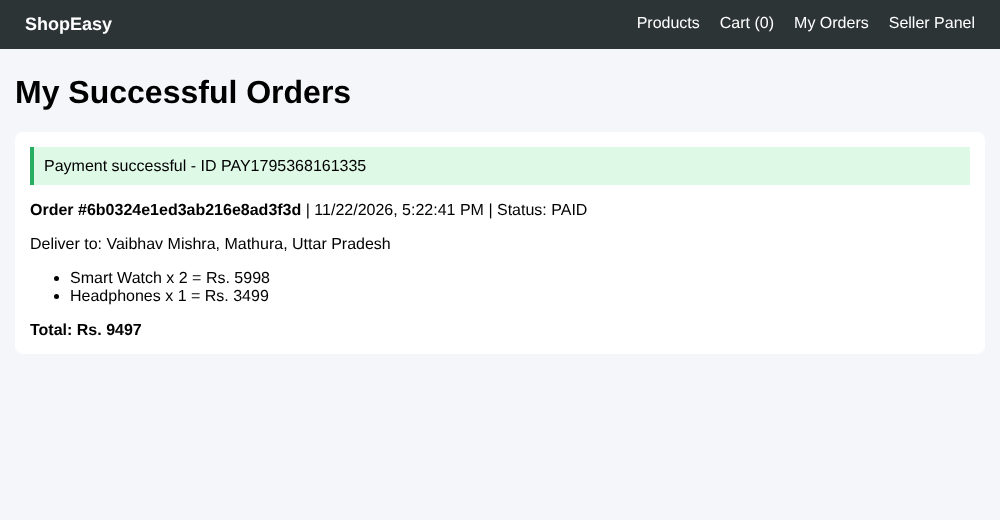 ShopEasy
Products
Cart (0)
My Orders
Seller Panel
My Successful Orders
Payment successful - ID PAY1795368161335
Order #6b0324e1ed3ab216e8ad3f3d | 11/22/2026, 5:22:41 PM | Status: PAID
Deliver to: Vaibhav Mishra, Mathura, Uttar Pradesh
Smart Watch x 2 = Rs. 5998
Headphones x 1 = Rs. 3499
Total: Rs. 9497